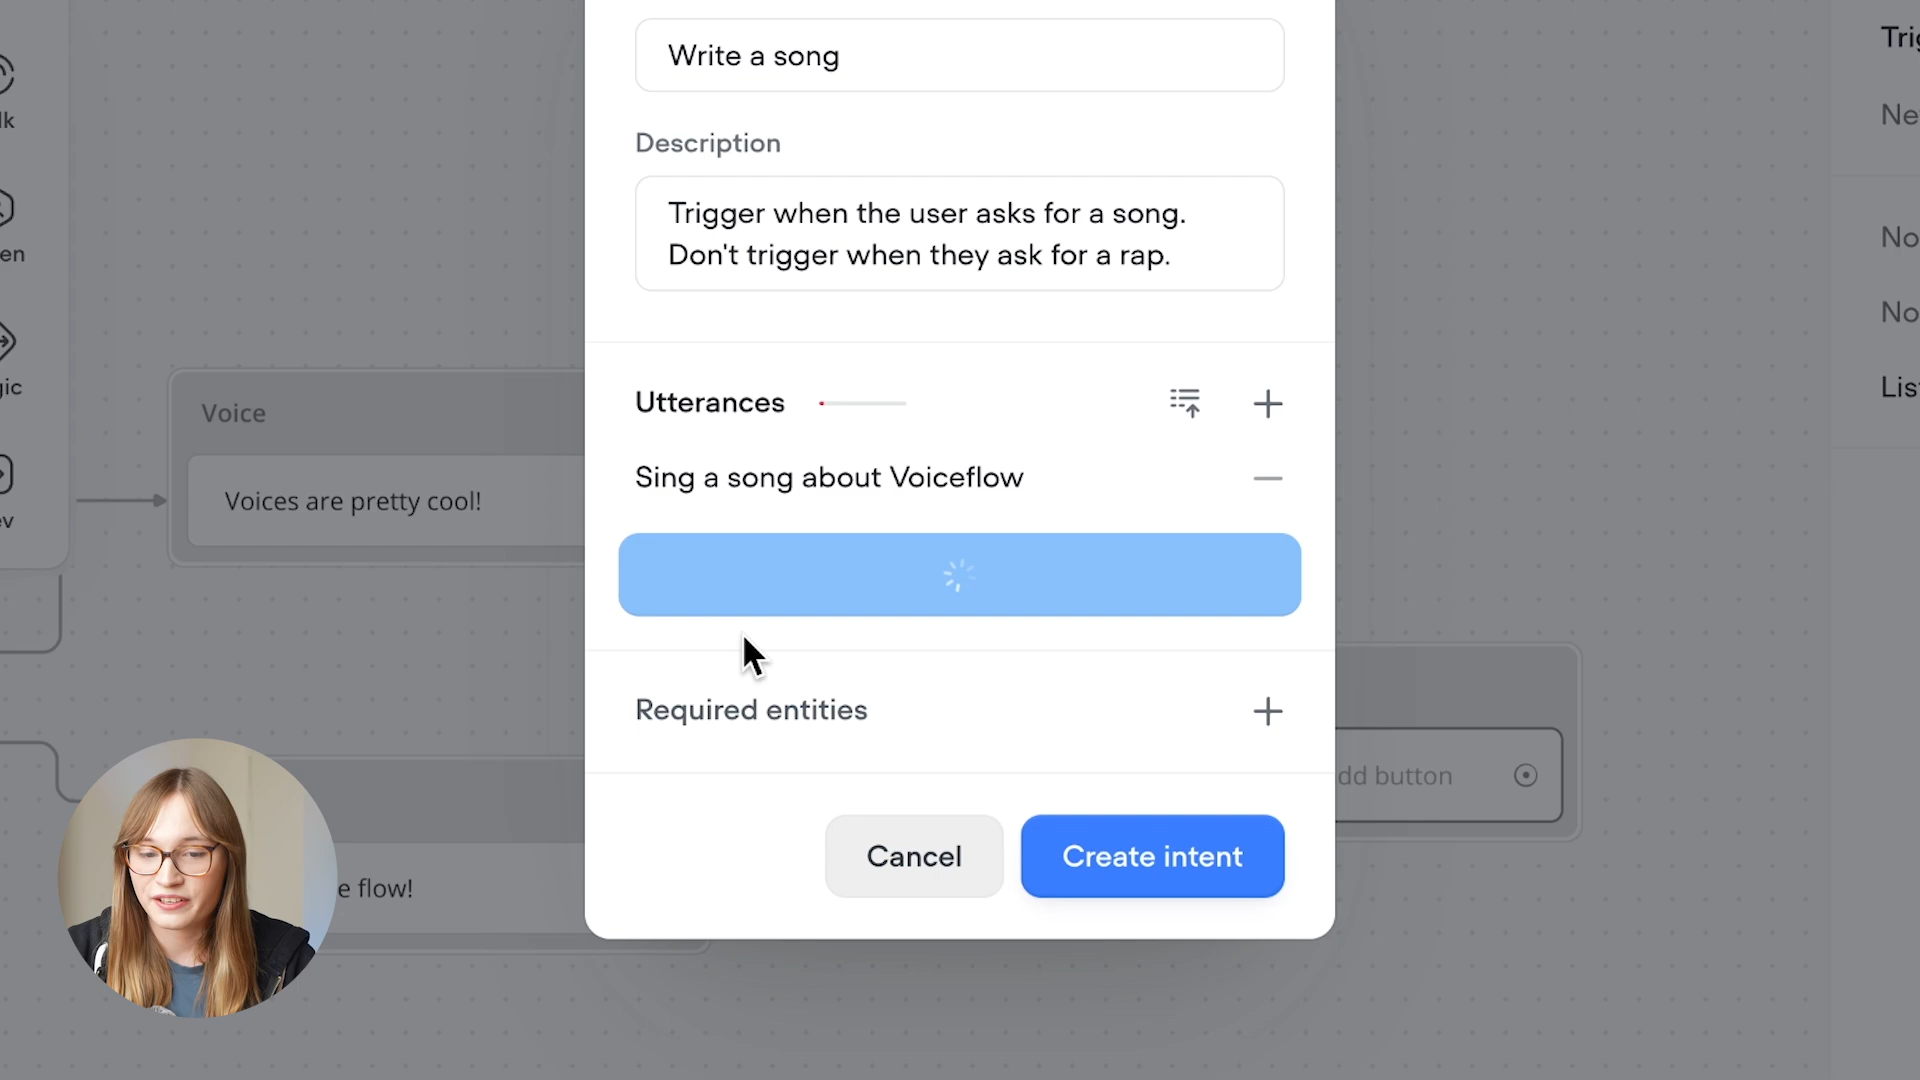 Write a song
Description
Trigger when the user asks for a song.
Don't trigger when they ask for a rap.
Utterances
Sing a song about Voiceflow
Required entities
Cancel
Create intent
Voice
Voices are pretty cool!
e flow!
dd button
lk
en
gic
ev
Trig
Ne
No
No
List